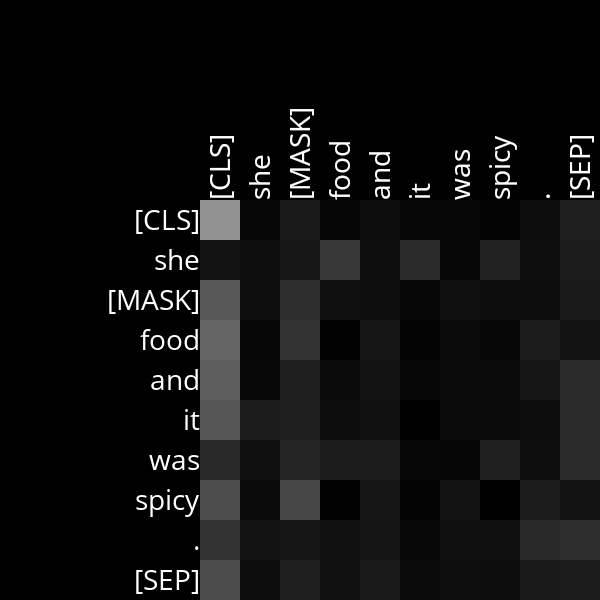 [CLS] she [MASK] food and it was spicy . [SEP]
[CLS]
she
[MASK]
food
and
it
was
spicy
.
[SEP]